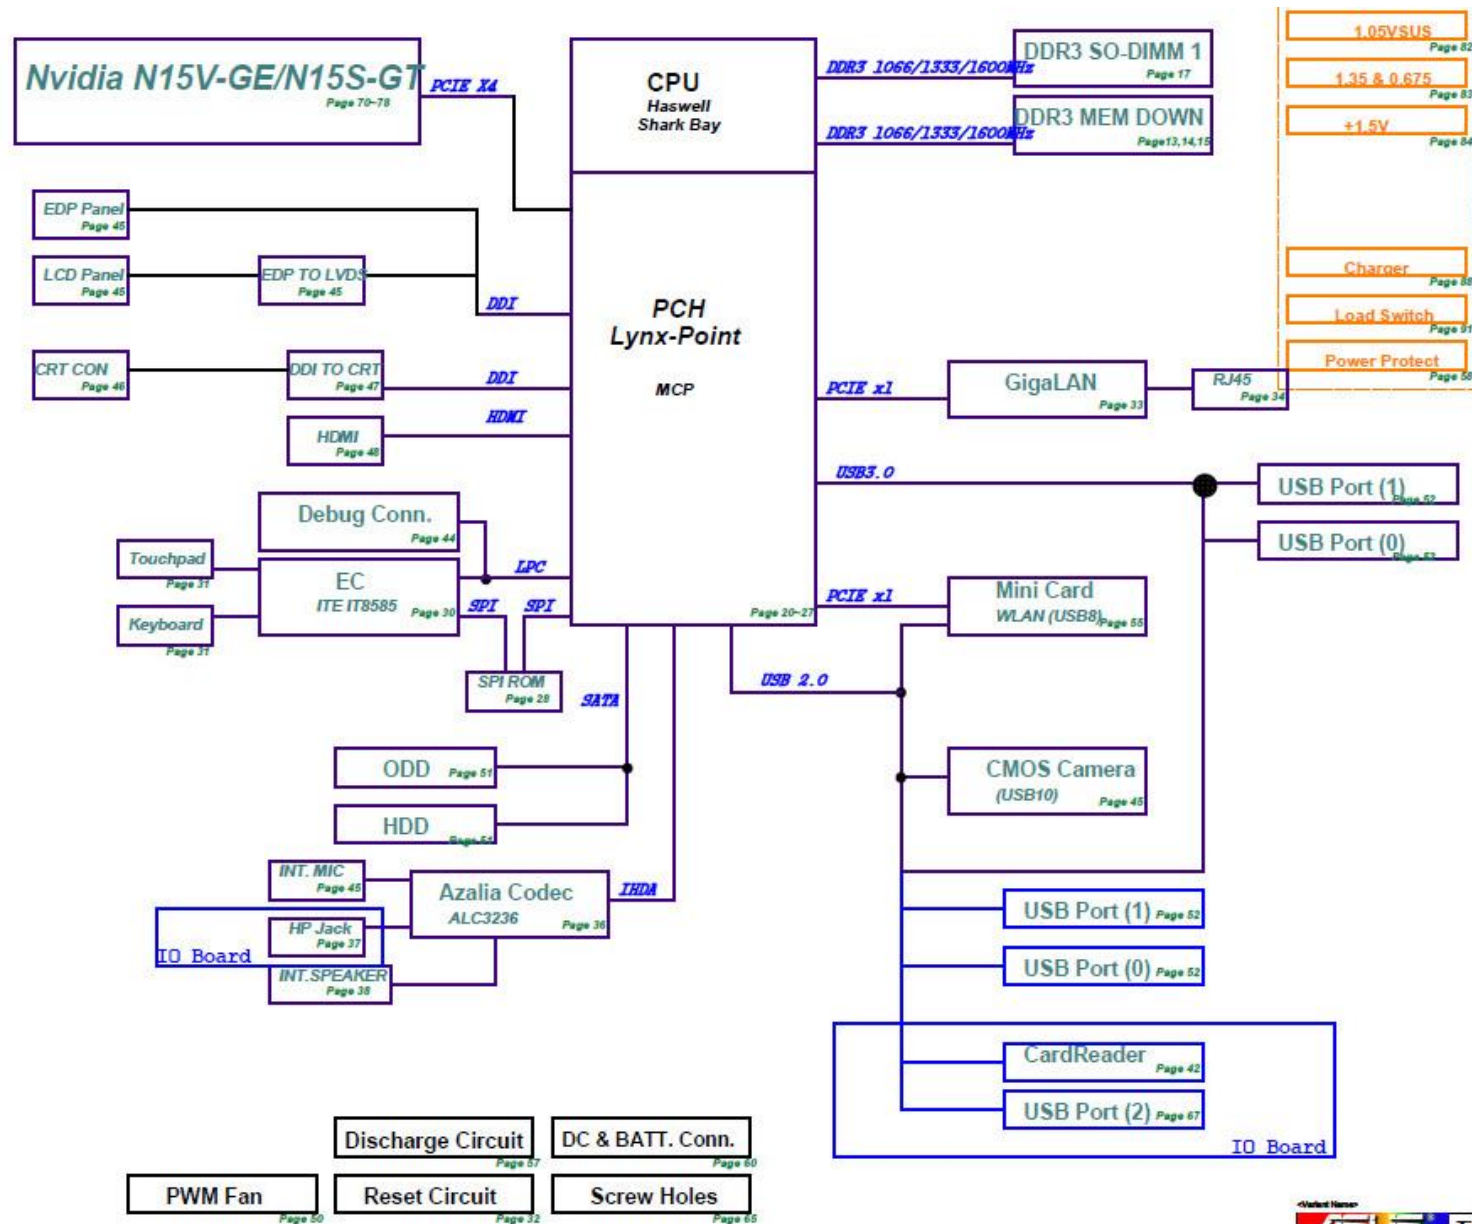 Nvidia N15V-GE/N15S-GT
Page 70~78
PCIE X4
CPU
Haswell
Shark Bay
DDR3 1066/1333/1600MHz
DDR3 SO-DIMM 1
Page 17
DDR3 1066/1333/1600MHz
DDR3 MEM DOWN
Page13,14,15
1.05VSUS
Page 82
1.35 & 0.675
Page 83
+1.5V
Page 84
Charger
Page 88
Load Switch
Page 91
Power Protect
Page 58
EDP Panel
Page 45
LCD Panel
Page 45
EDP TO LVDS
Page 45
DDI
CRT CON
Page 46
DDI TO CRT
Page 47
DDI
HDMI
HDMI
Page 48
PCH
Lynx-Point
MCP
Page 20~27
PCIE x1
GigaLAN
Page 33
RJ45
Page 34
USB3.0
USB Port (1)
Page 52
USB Port (0)
Page 53
Debug Conn.
Page 44
Touchpad
Page 31
EC
ITE IT8585
Page 30
LPC
SPI
SPI
Keyboard
Page 31
SPI ROM
Page 28
PCIE x1
Mini Card
WLAN (USB8)
Page 55
USB 2.0
SATA
ODD
Page 51
HDD
Page 51
CMOS Camera
(USB10)
Page 45
INT. MIC
Page 45
Azalia Codec
ALC3236
Page 36
IHDA
HP Jack
Page 37
IO Board
INT.SPEAKER
Page 38
USB Port (1) Page 52
USB Port (0) Page 52
CardReader
Page 42
USB Port (2) Page 67
IO Board
Discharge Circuit
Page 57
DC & BATT. Conn.
Page 60
PWM Fan
Page 50
Reset Circuit
Page 32
Screw Holes
Page 65
<Variant Name>